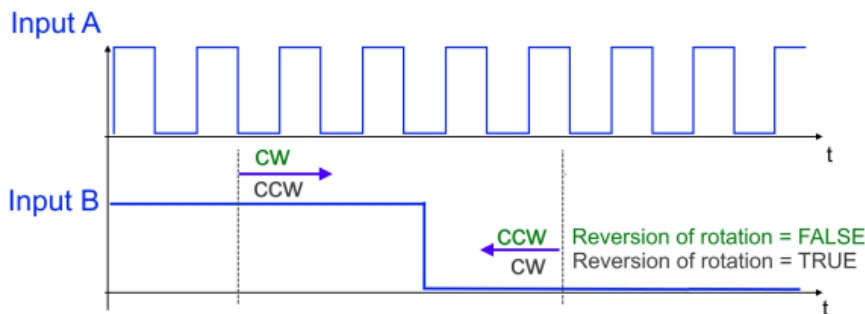 Input A
t
CW
CCW
Input B
CCW Reversion of rotation = FALSE
CW Reversion of rotation = TRUE
t